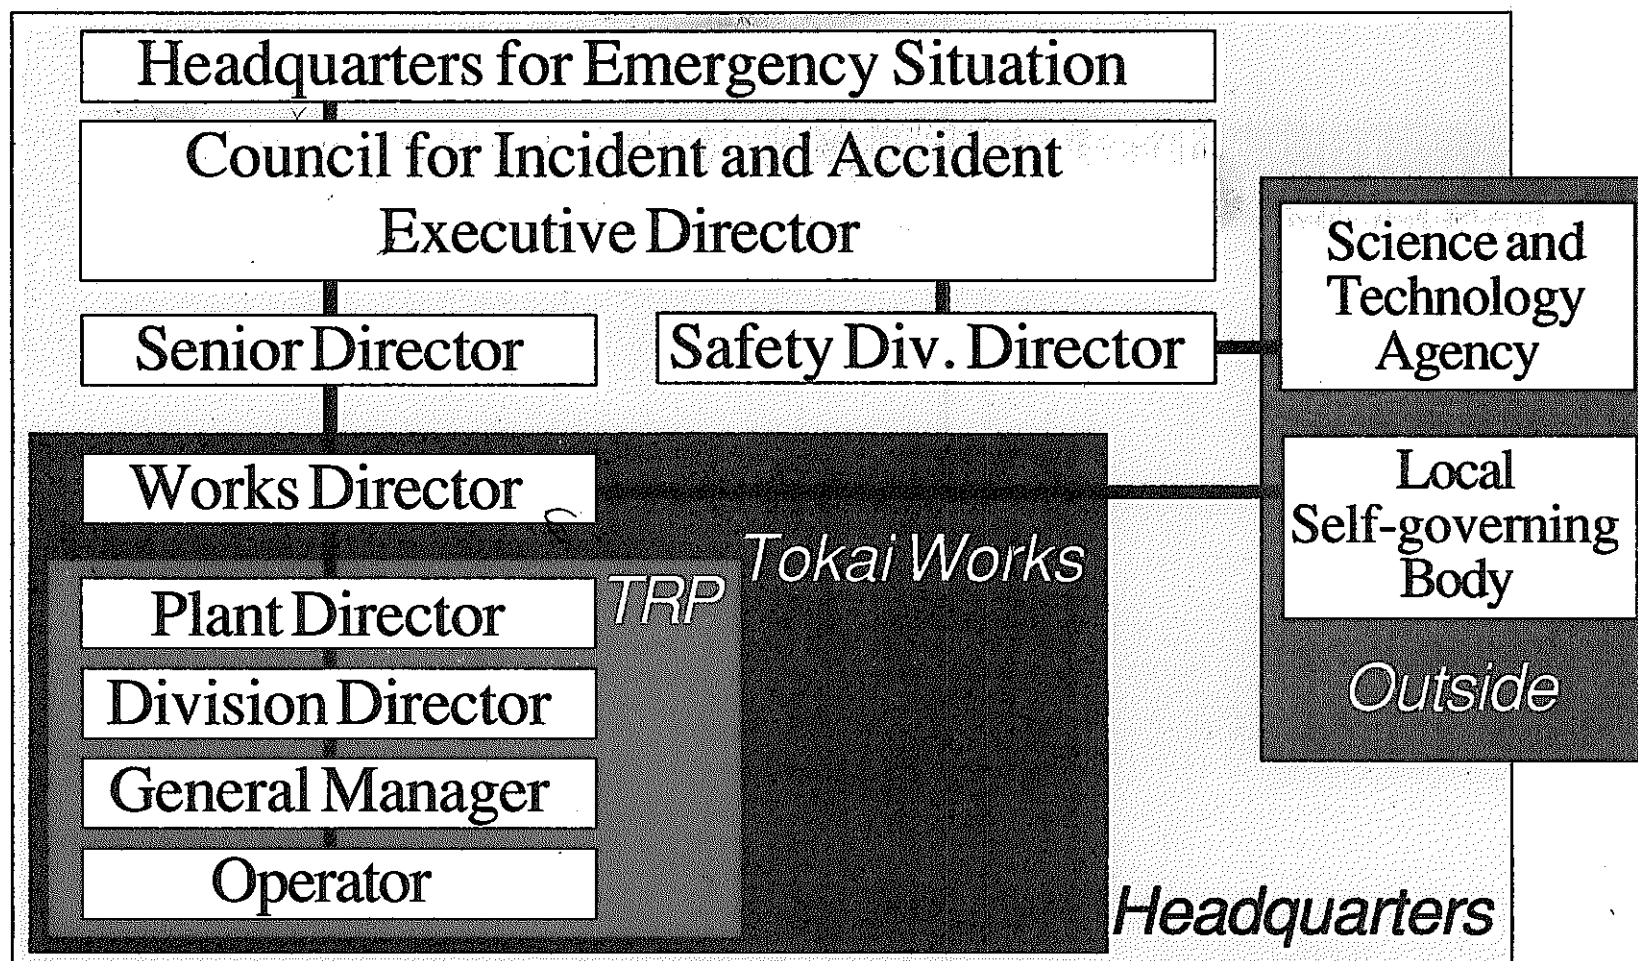 Headquarters for Emergency Situation
Council for Incident and Accident
Executive Director
Senior Director
Safety Div. Director
Science and
Technology
Agency
Works Director
Local
Self-governing
Body
Tokai Works
TRP
Plant Director
Outside
Division Director
General Manager
Operator
Headquarters